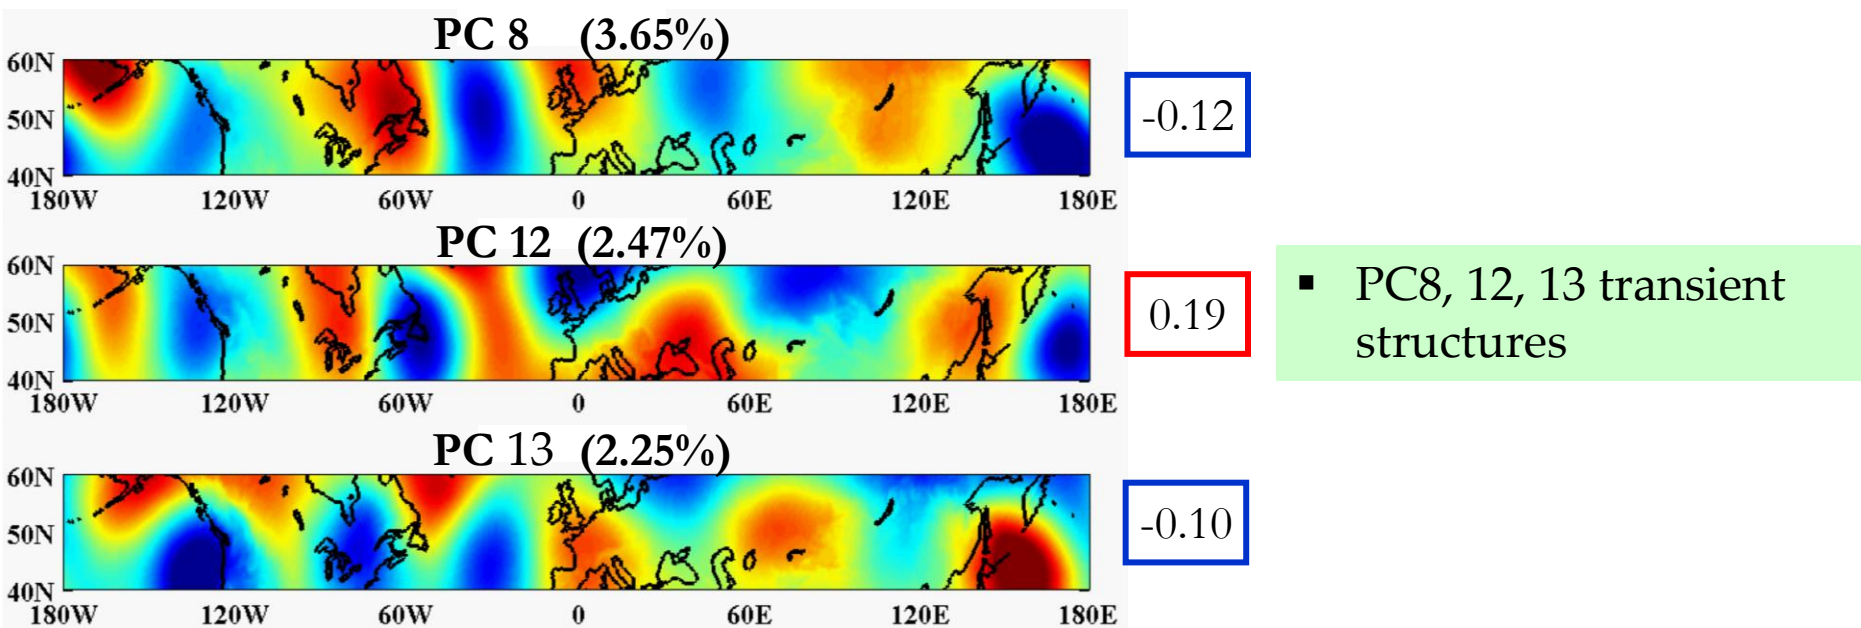 PC 8 (3.65%)
60N
50N
40N
180W 120W 60W 0 60E 120E 180E
-0.12
PC 12 (2.47%)
60N
50N
40N
180W 120W 60W 0 60E 120E 180E
0.19
PC 13 (2.25%)
60N
50N
40N
180W 120W 60W 0 60E 120E 180E
-0.10
▪ PC8, 12, 13 transient
structures